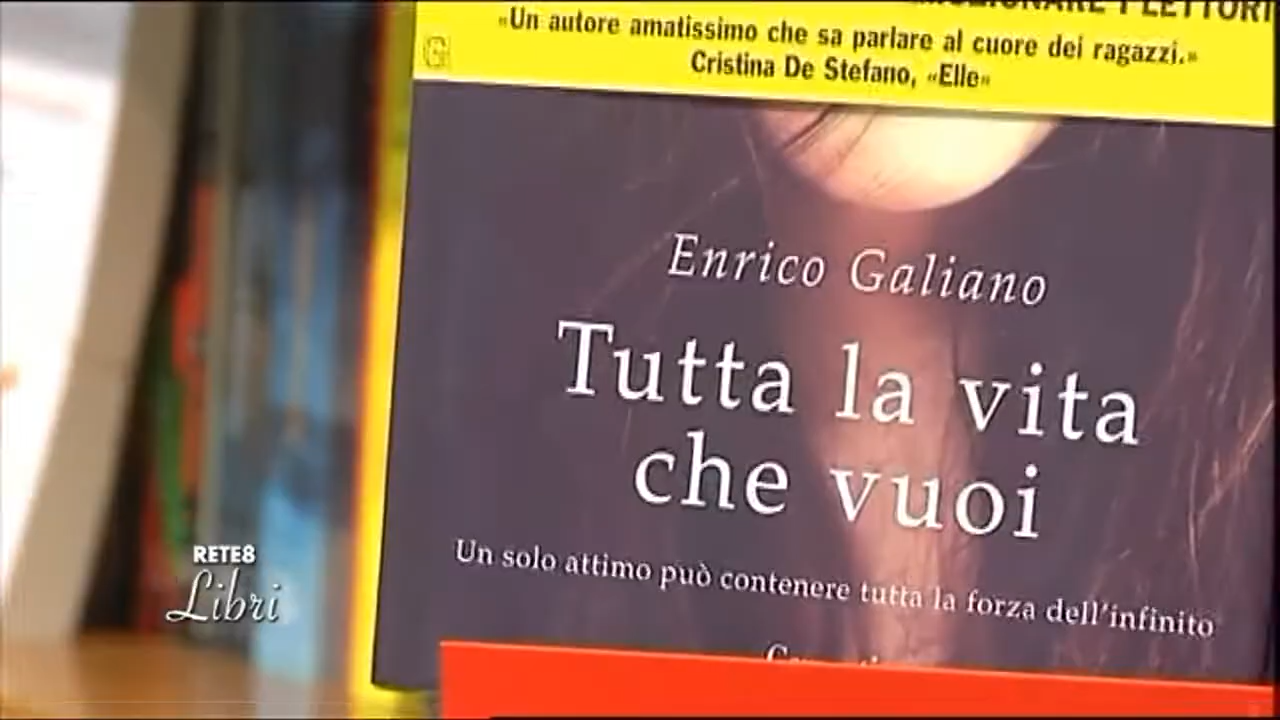 I LETTORI
«Un autore amatissimo che sa parlare al cuore dei ragazzi.»
Cristina De Stefano, «Elle»
G
Enrico Galiano
Tutta la vita
che vuoi
Un solo attimo può contenere tutta la forza dell'infinito
RETE8
Libri